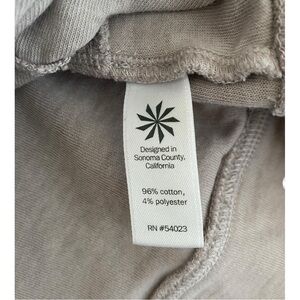 Designed in
Sonoma County,
California
96% cotton,
4% polyester
RN #54023